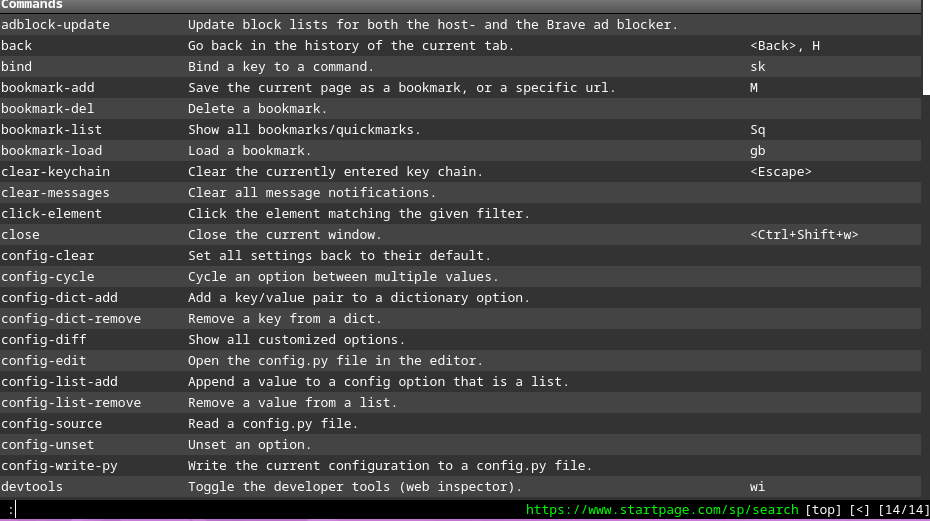 Commands
adblock-update Update block lists for both the host- and the Brave ad blocker.
back Go back in the history of the current tab. <Back>, H
bind Bind a key to a command. sk
bookmark-add Save the current page as a bookmark, or a specific url. M
bookmark-del Delete a bookmark.
bookmark-list Show all bookmarks/quickmarks. Sq
bookmark-load Load a bookmark. gb
clear-keychain Clear the currently entered key chain. <Escape>
clear-messages Clear all message notifications.
click-element Click the element matching the given filter.
close Close the current window. <Ctrl+Shift+w>
config-clear Set all settings back to their default.
config-cycle Cycle an option between multiple values.
config-dict-add Add a key/value pair to a dictionary option.
config-dict-remove Remove a key from a dict.
config-diff Show all customized options.
config-edit Open the config.py file in the editor.
config-list-add Append a value to a config option that is a list.
config-list-remove Remove a value from a list.
config-source Read a config.py file.
config-unset Unset an option.
config-write-py Write the current configuration to a config.py file.
devtools Toggle the developer tools (web inspector). wi
: https://www.startpage.com/sp/search [top] [<] [14/14]